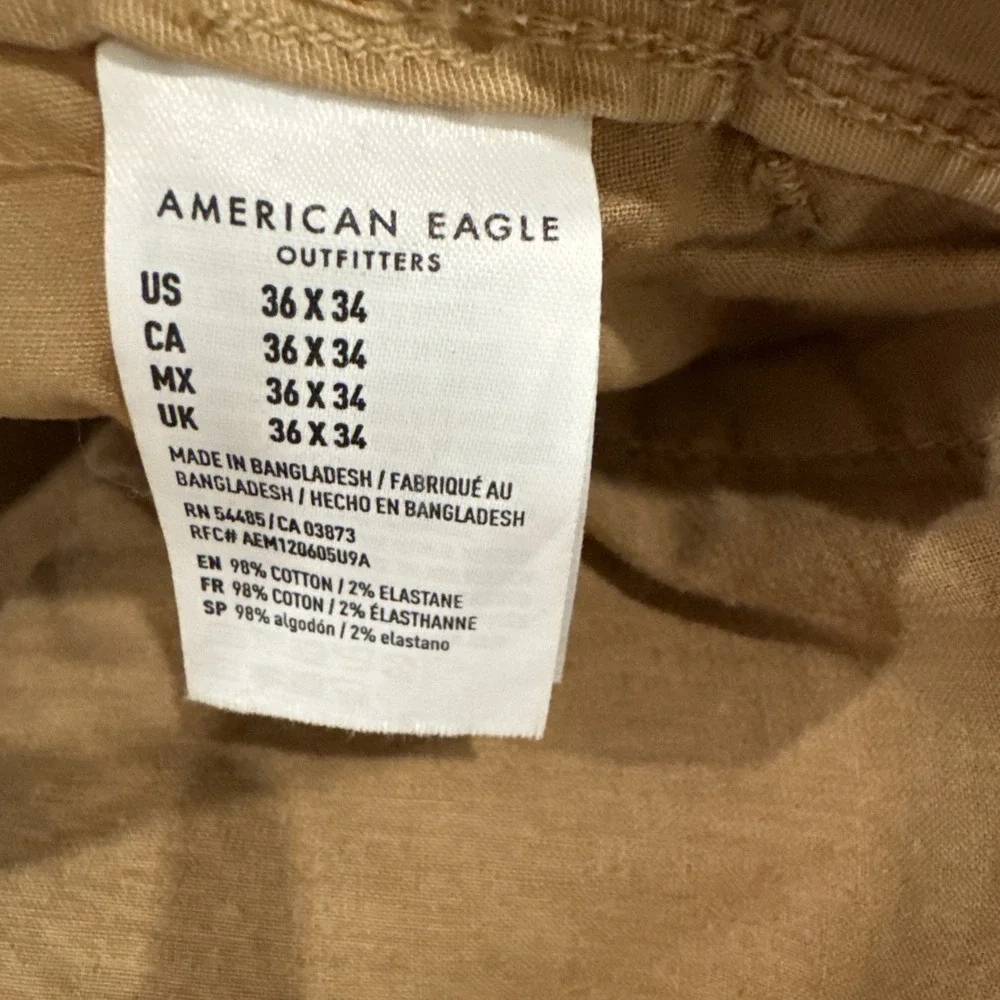 AMERICAN EAGLE
OUTFITTERS
US 36 X 34
CA 36 X 34
MX 36 X 34
UK 36 X 34
MADE IN BANGLADESH / FABRIQUÉ AU
BANGLADESH / HECHO EN BANGLADESH
RN 54485 / CA 03873
RFC# AEM120605U9A
EN 98% COTTON / 2% ELASTANE
FR 98% COTON / 2% ÉLASTHANNE
SP 98% algodón / 2% elastano